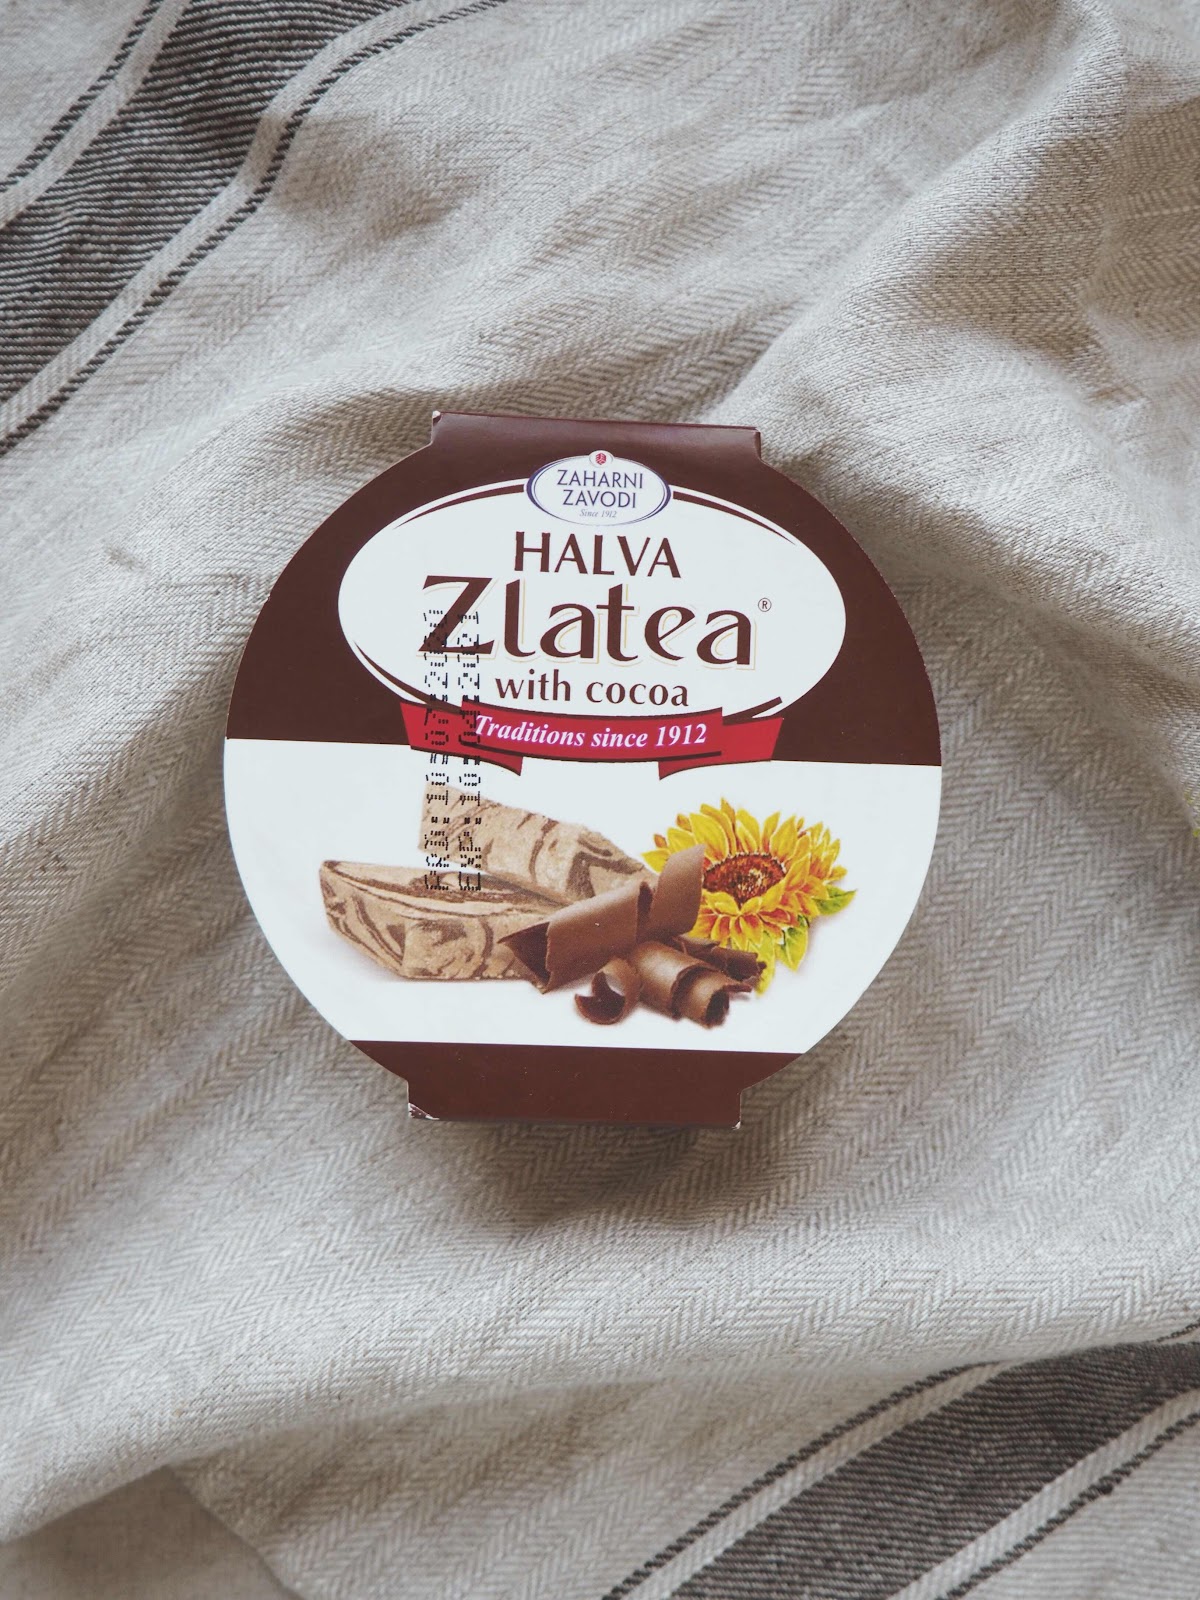 ZAHARNI
ZAVODI
Since 1912
HALVA
Zlatea®
with cocoa
Traditions since 1912